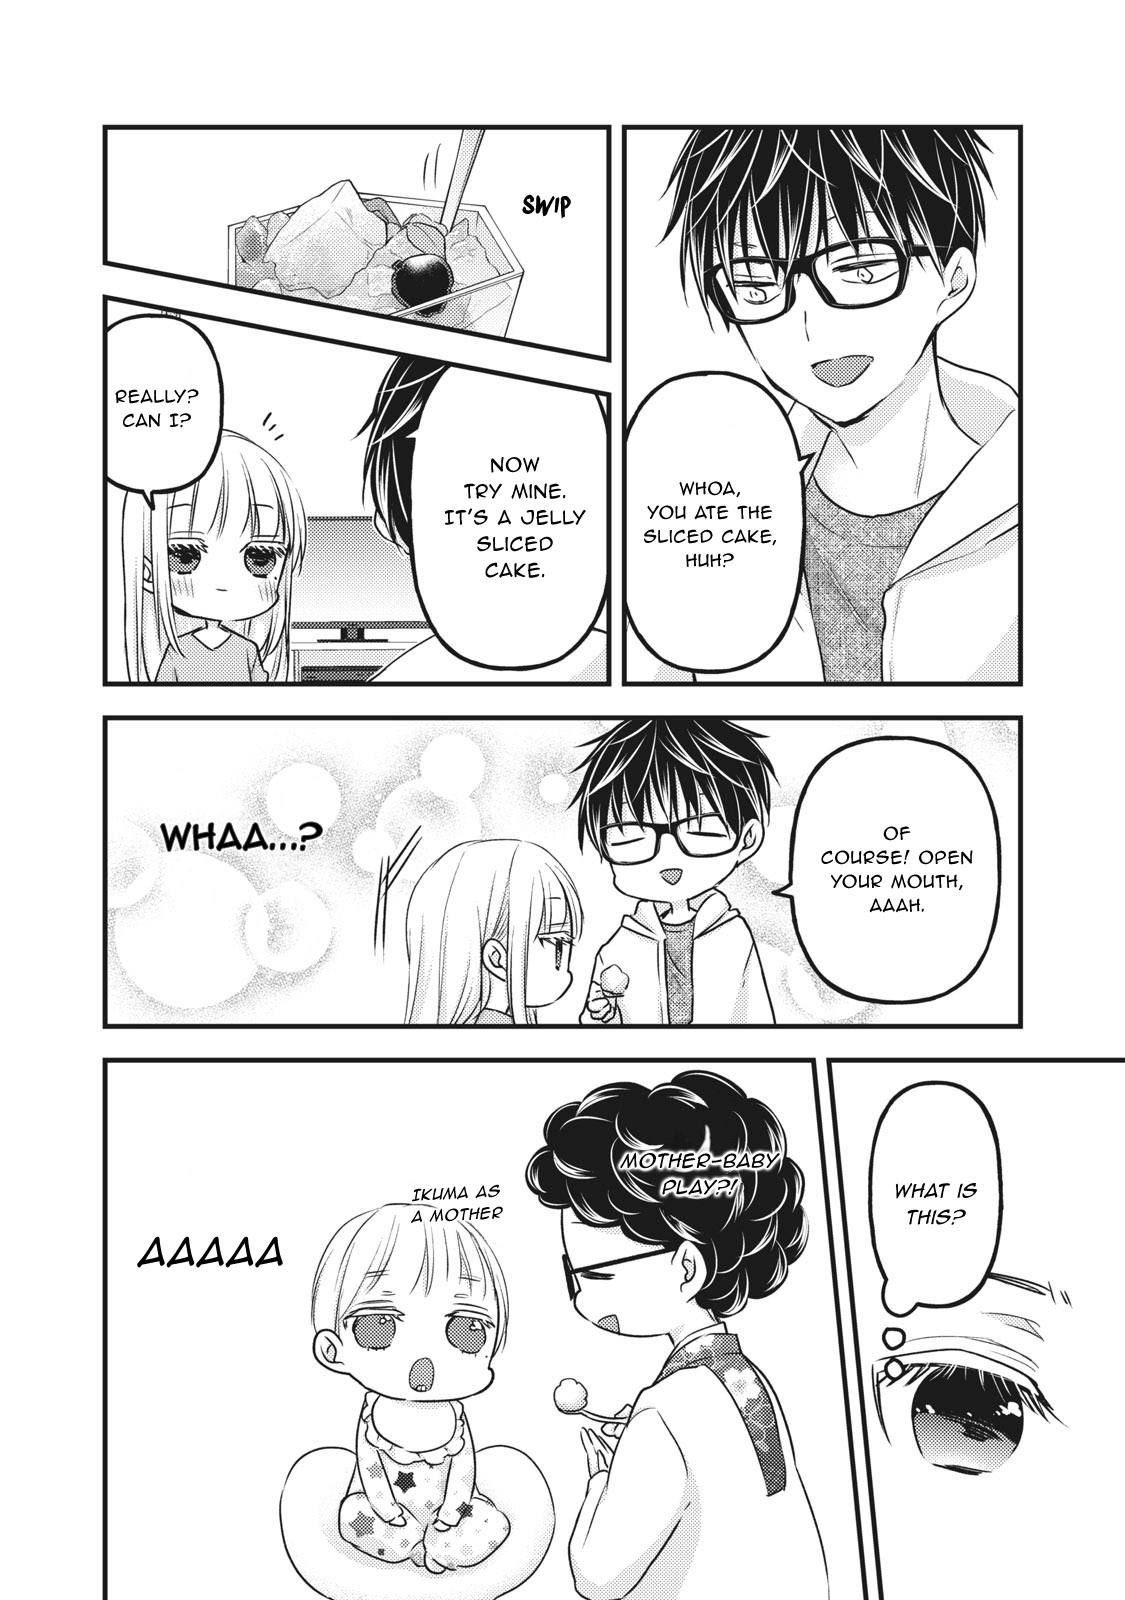 WHOA,
YOU ATE THE
SLICED CAKE,
HUH?
SWIP
NOW
TRY MINE.
IT'S A JELLY
SLICED
CAKE.
REALLY?
CAN I?
OF
COURSE! OPEN
YOUR MOUTH,
AAAH.
WHAA...?
WHAT IS
THIS?
MOTHER-BABY
PLAY?!
IKUMA AS
A MOTHER
AAAAA